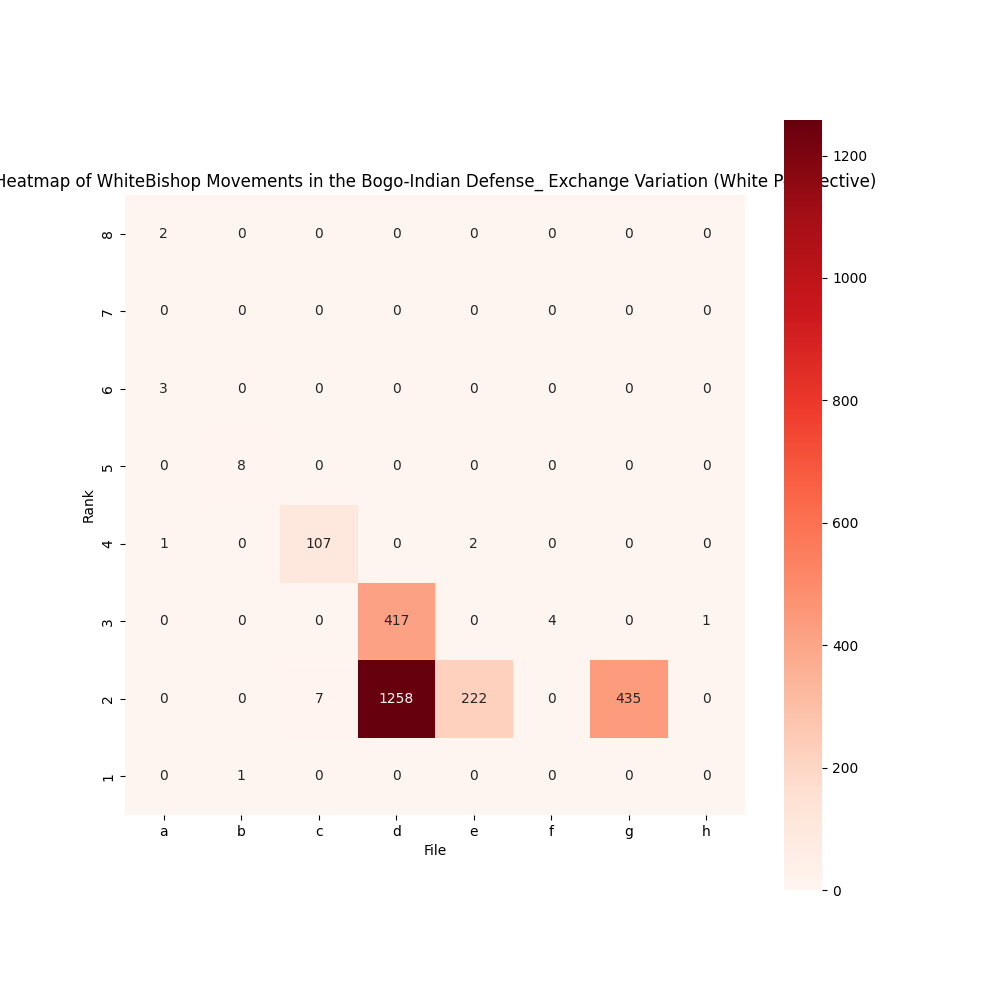 Heatmap of WhiteBishop Movements in the Bogo-Indian Defense_ Exchange Variation (White P ective)
1200
8 2 0 0 0 0 0 0 0
1000
7 0 0 0 0 0 0 0 0
6 3 0 0 0 0 0 0 0
800
5 0 8 0 0 0 0 0 0
Rank
4 1 0 107 0 2 0 0 0
600
3 0 0 0 417 0 4 0 1
400
2 0 0 7 1258 222 0 435 0
200
1 0 1 0 0 0 0 0 0
a b c d e f g h
File
0